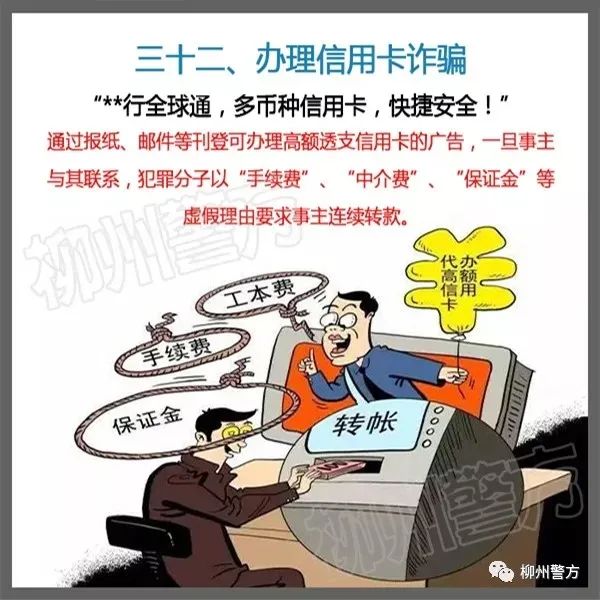 三十二、办理信用卡诈骗
“**行全球通，多币种信用卡，快捷安全！”
通过报纸、邮件等刊登可办理高额透支信用卡的广告，一旦事主
与其联系，犯罪分子以“手续费”、“中介费”、“保证金”等
虚假理由要求事主连续转款。
柳州警方
代办
高额
信用
卡
工本费
手续费
保证金
转帐
100
柳州警方
柳州警方